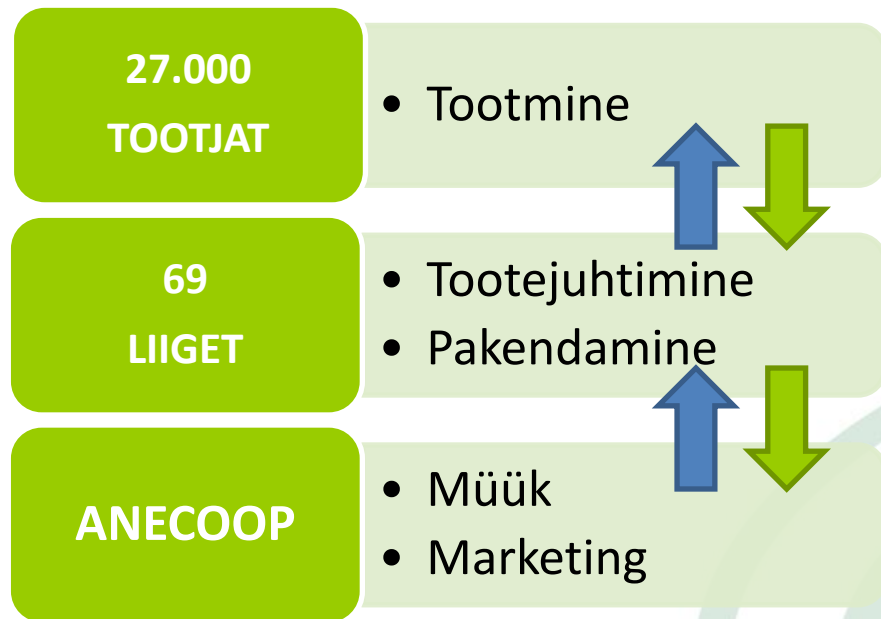 27.000
TOOTJAT
• Tootmine
69
LIIGET
• Tootejuhtimine
• Pakendamine
ANECOOP
• Müük
• Marketing